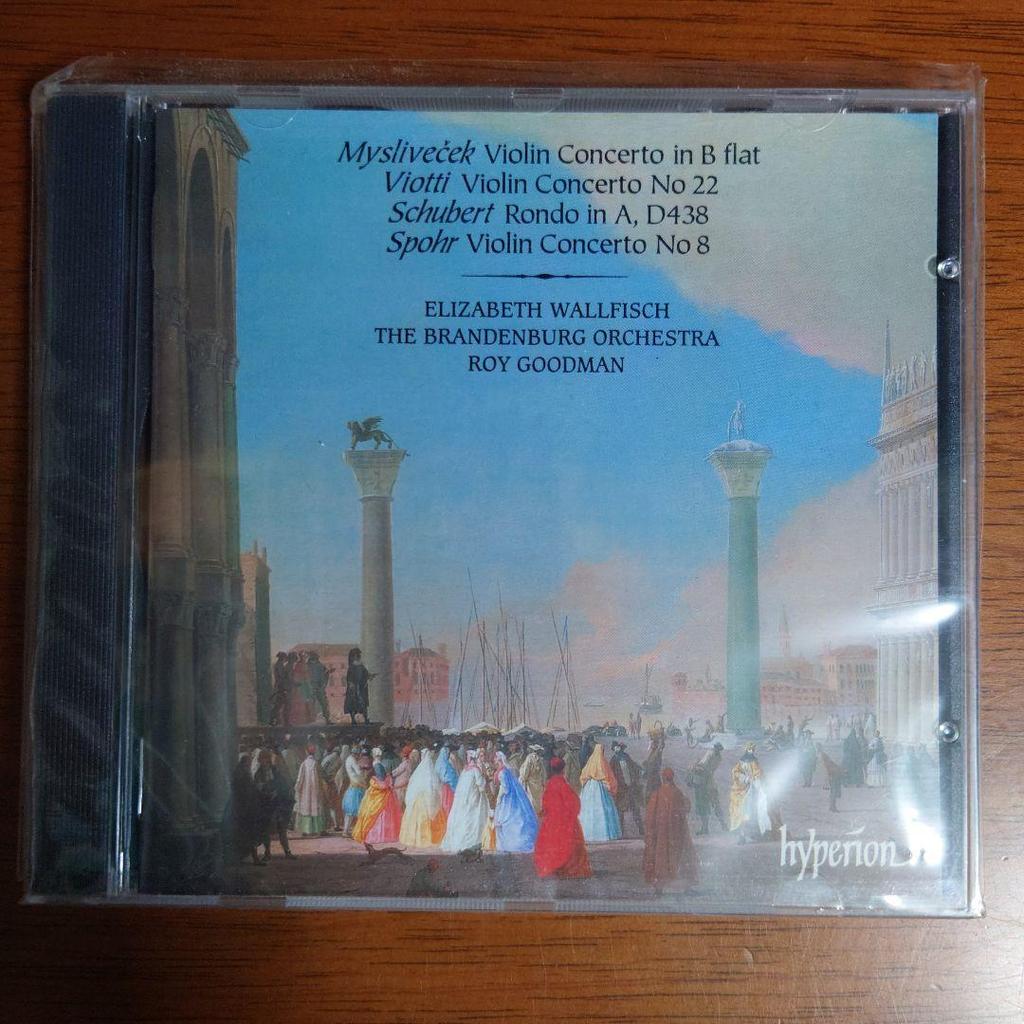 Mysliveček Violin Concerto in B flat
Viotti Violin Concerto No 22
Schubert Rondo in A, D438
Spohr Violin Concerto No 8
ELIZABETH WALLFISCH
THE BRANDENBURG ORCHESTRA
ROY GOODMAN
hyperion